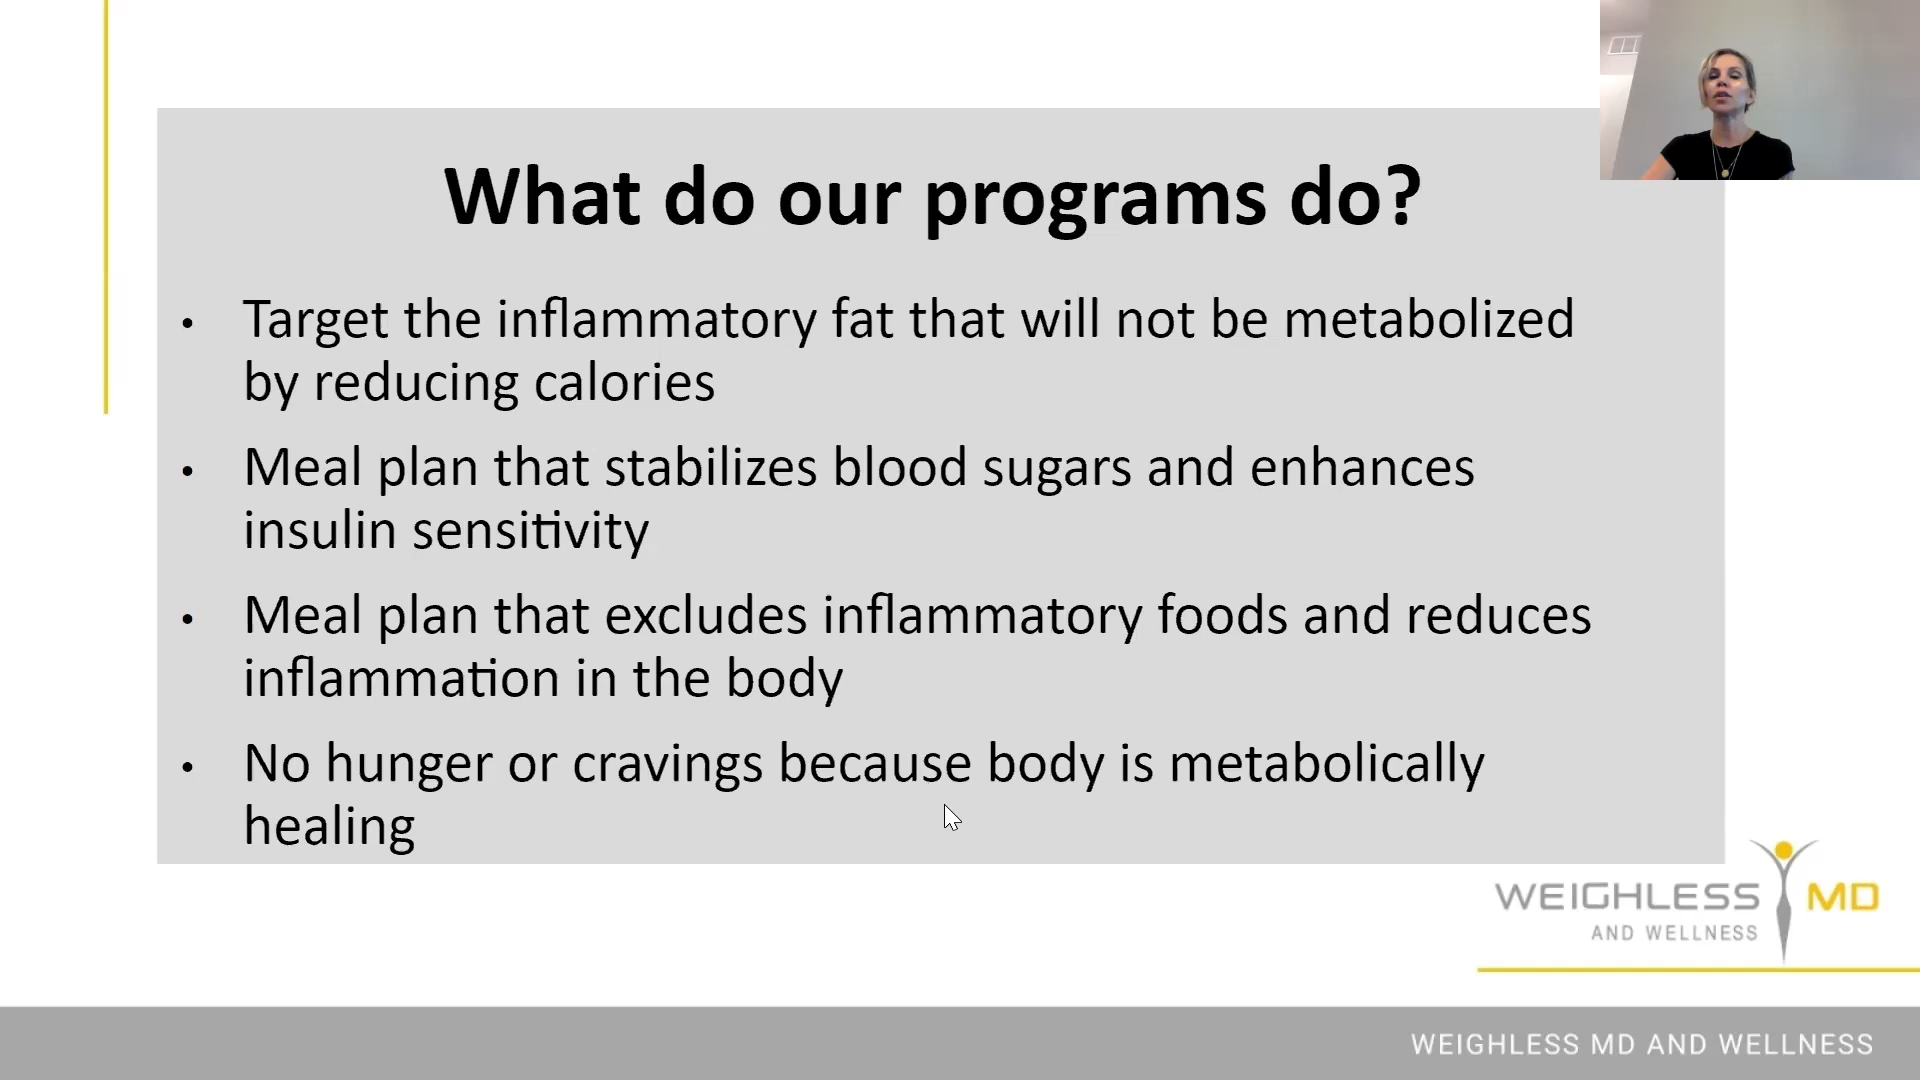 What do our programs do?
• Target the inflammatory fat that will not be metabolized
by reducing calories
• Meal plan that stabilizes blood sugars and enhances
insulin sensitivity
• Meal plan that excludes inflammatory foods and reduces
inflammation in the body
• No hunger or cravings because body is metabolically
healing
WEIGHLESS MD
AND WELLNESS
WEIGHLESS MD AND WELLNESS